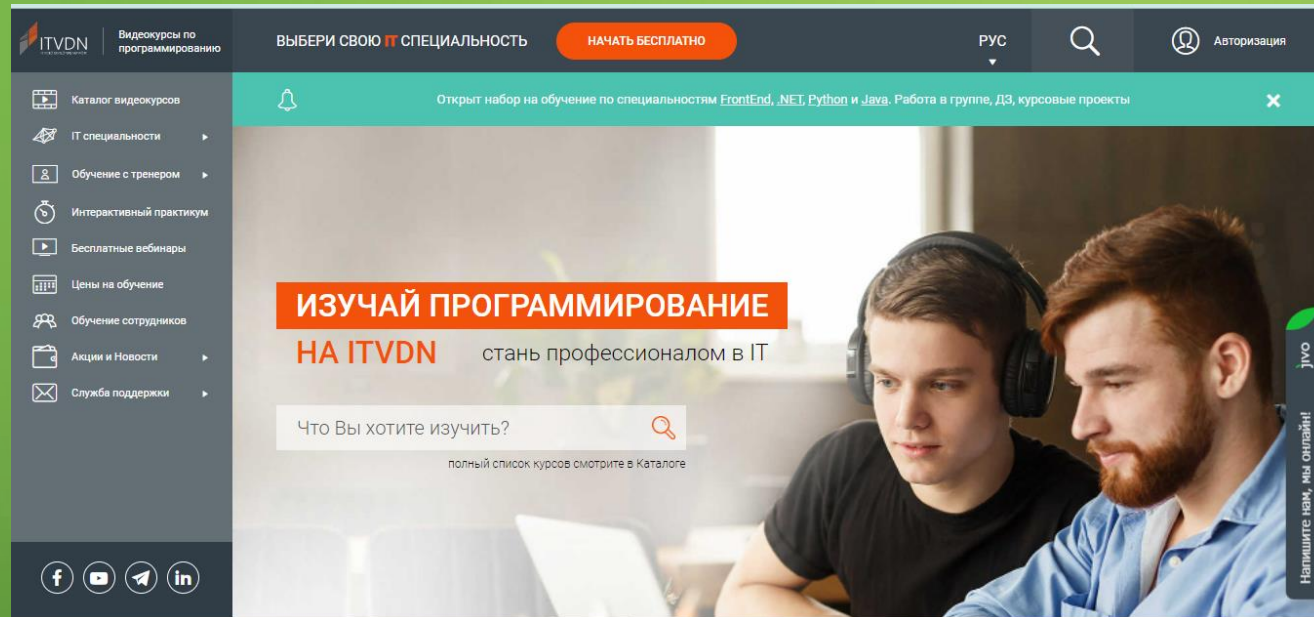 ITVDN
Видеокурсы по
программированию
ВЫБЕРИ СВОЮ IT СПЕЦИАЛЬНОСТЬ
НАЧАТЬ БЕСПЛАТНО
РУС
Авторизация
Открыт набор на обучение по специальностям FrontEnd, .NET, Python и Java. Работа в группе, ДЗ, курсовые проекты
Каталог видеокурсов
IT специальности
Обучение с тренером
Интерактивный практикум
Бесплатные вебинары
Цены на обучение
Обучение сотрудников
Акции и Новости
Служба поддержки
ИЗУЧАЙ ПРОГРАММИРОВАНИЕ
НА ITVDN стань профессионалом в IT
Что Вы хотите изучить?
полный список курсов смотрите в Каталоге
Напишите нам, мы онлайн! jivo